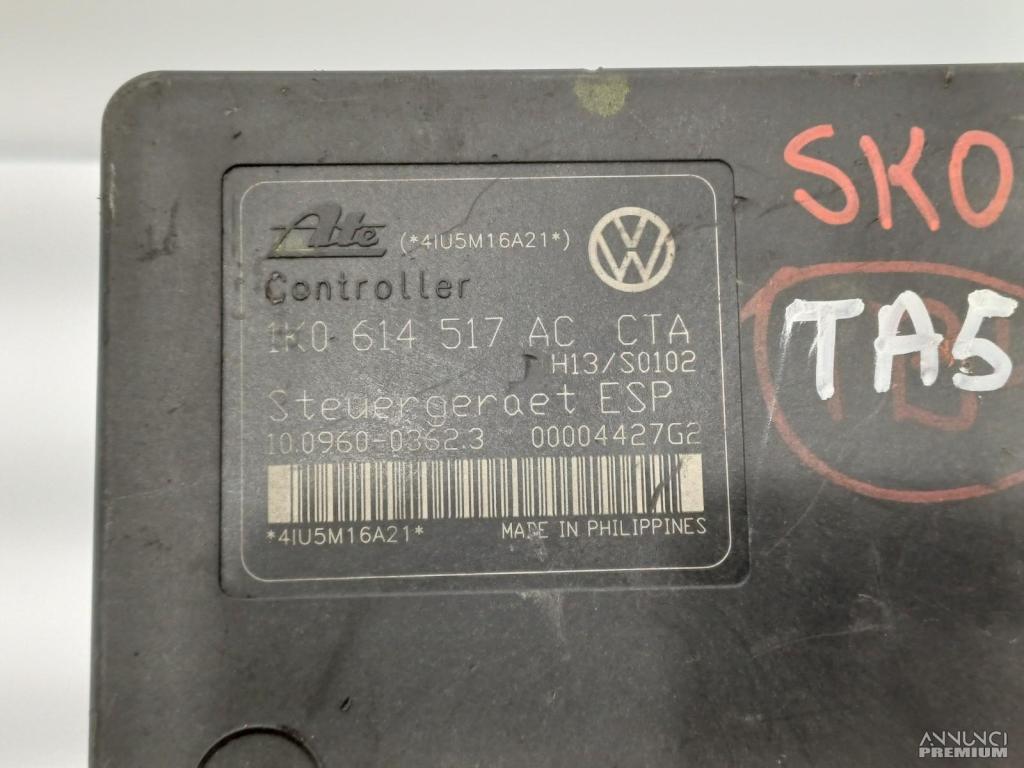 Ate (*4IU5M16A21*)
Controller
1K0 614 517 AC CTA
H13/S0102
Steuergeraet ESP
10.0960-0362.3 00004427G2
*4IU5M16A21* MADE IN PHILIPPINES
SKO
TA5
ANNUNCI
PREMIUM